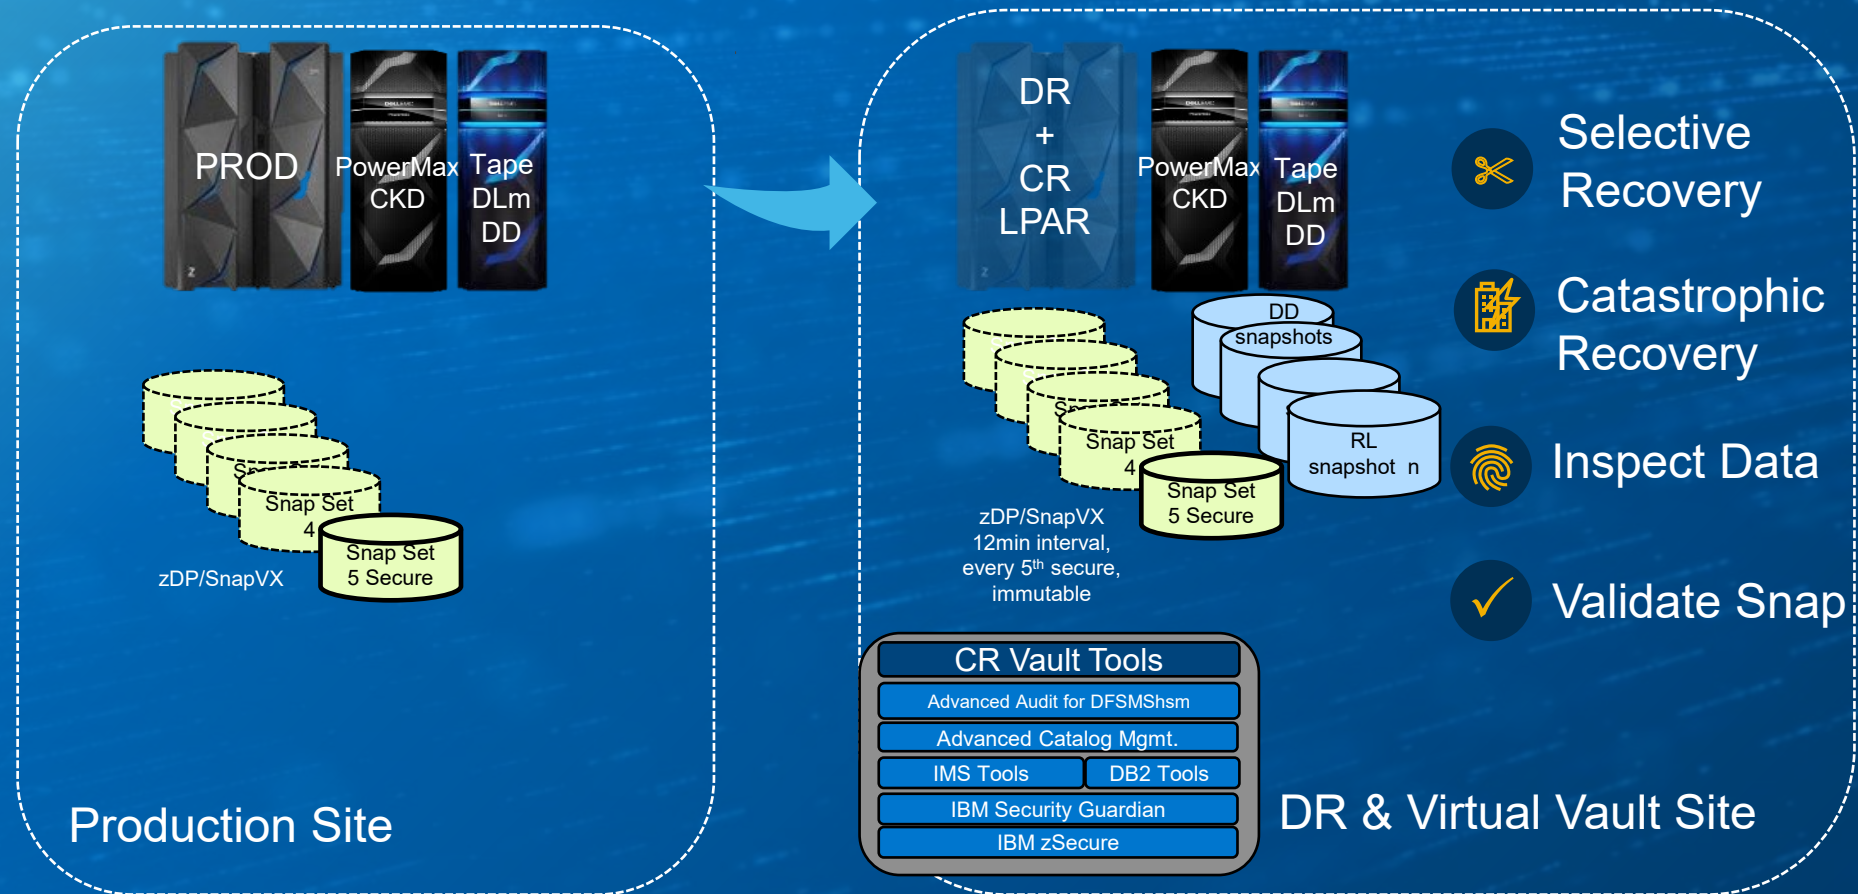 PROD
PowerMax
CKD
Tape
DLm
DD
zDP/SnapVX
Snap Set
4
Snap Set
5 Secure
Production Site
DR
+
CR
LPAR
PowerMax
CKD
Tape
DLm
DD
DD
snapshots
RL
snapshot n
Snap Set
4
Snap Set
5 Secure
zDP/SnapVX
12min interval,
every 5th secure,
immutable
Selective
Recovery
Catastrophic
Recovery
Inspect Data
Validate Snap
CR Vault Tools
Advanced Audit for DFSMShsm
Advanced Catalog Mgmt.
IMS Tools
DB2 Tools
IBM Security Guardian
IBM zSecure
DR & Virtual Vault Site